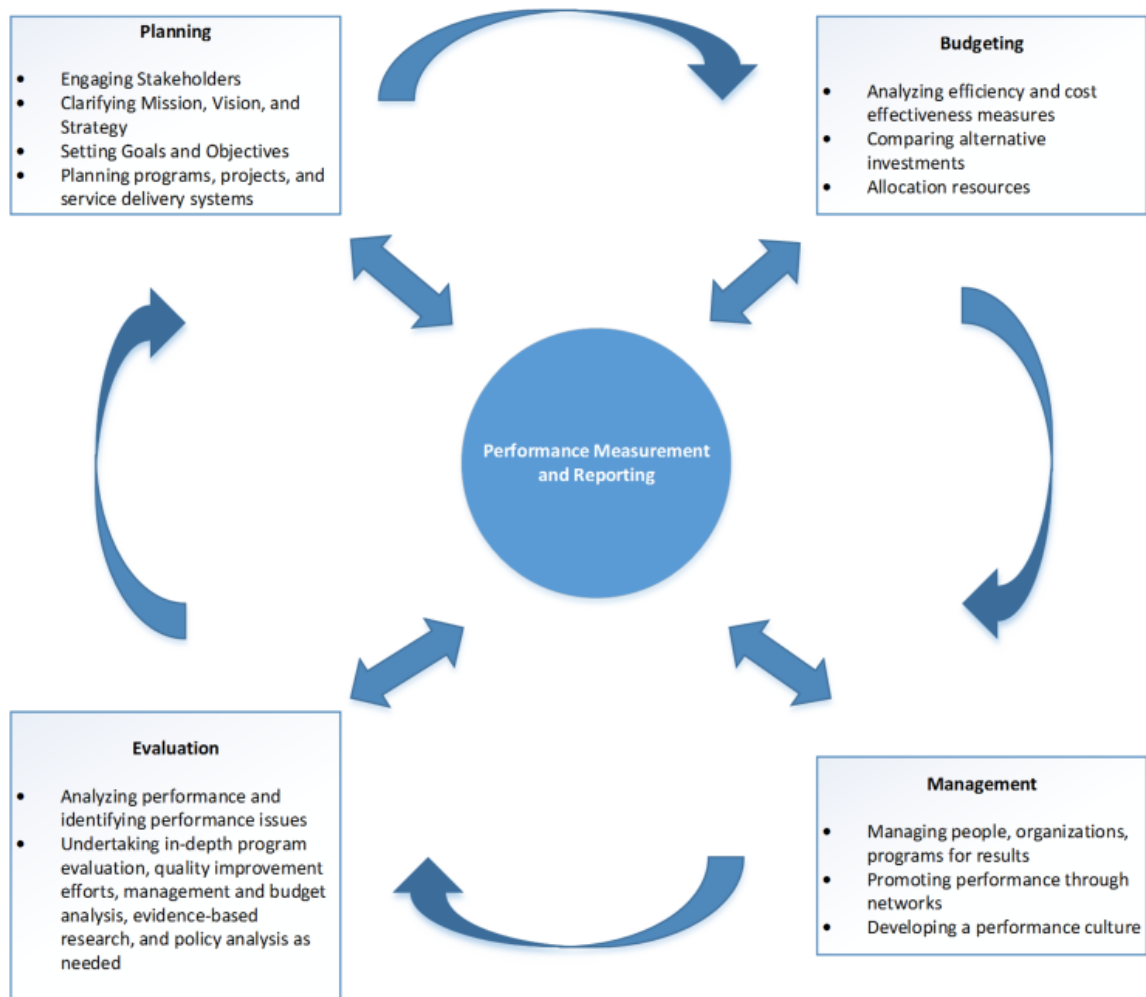 Planning
• Engaging Stakeholders
• Clarifying Mission, Vision, and
Strategy
• Setting Goals and Objectives
• Planning programs, projects, and
service delivery systems
Budgeting
• Analyzing efficiency and cost
effectiveness measures
• Comparing alternative
investments
• Allocation resources
Performance Measurement
and Reporting
Evaluation
• Analyzing performance and
identifying performance issues
• Undertaking in-depth program
evaluation, quality improvement
efforts, management and budget
analysis, evidence-based
research, and policy analysis as
needed
Management
• Managing people, organizations,
programs for results
• Promoting performance through
networks
• Developing a performance culture